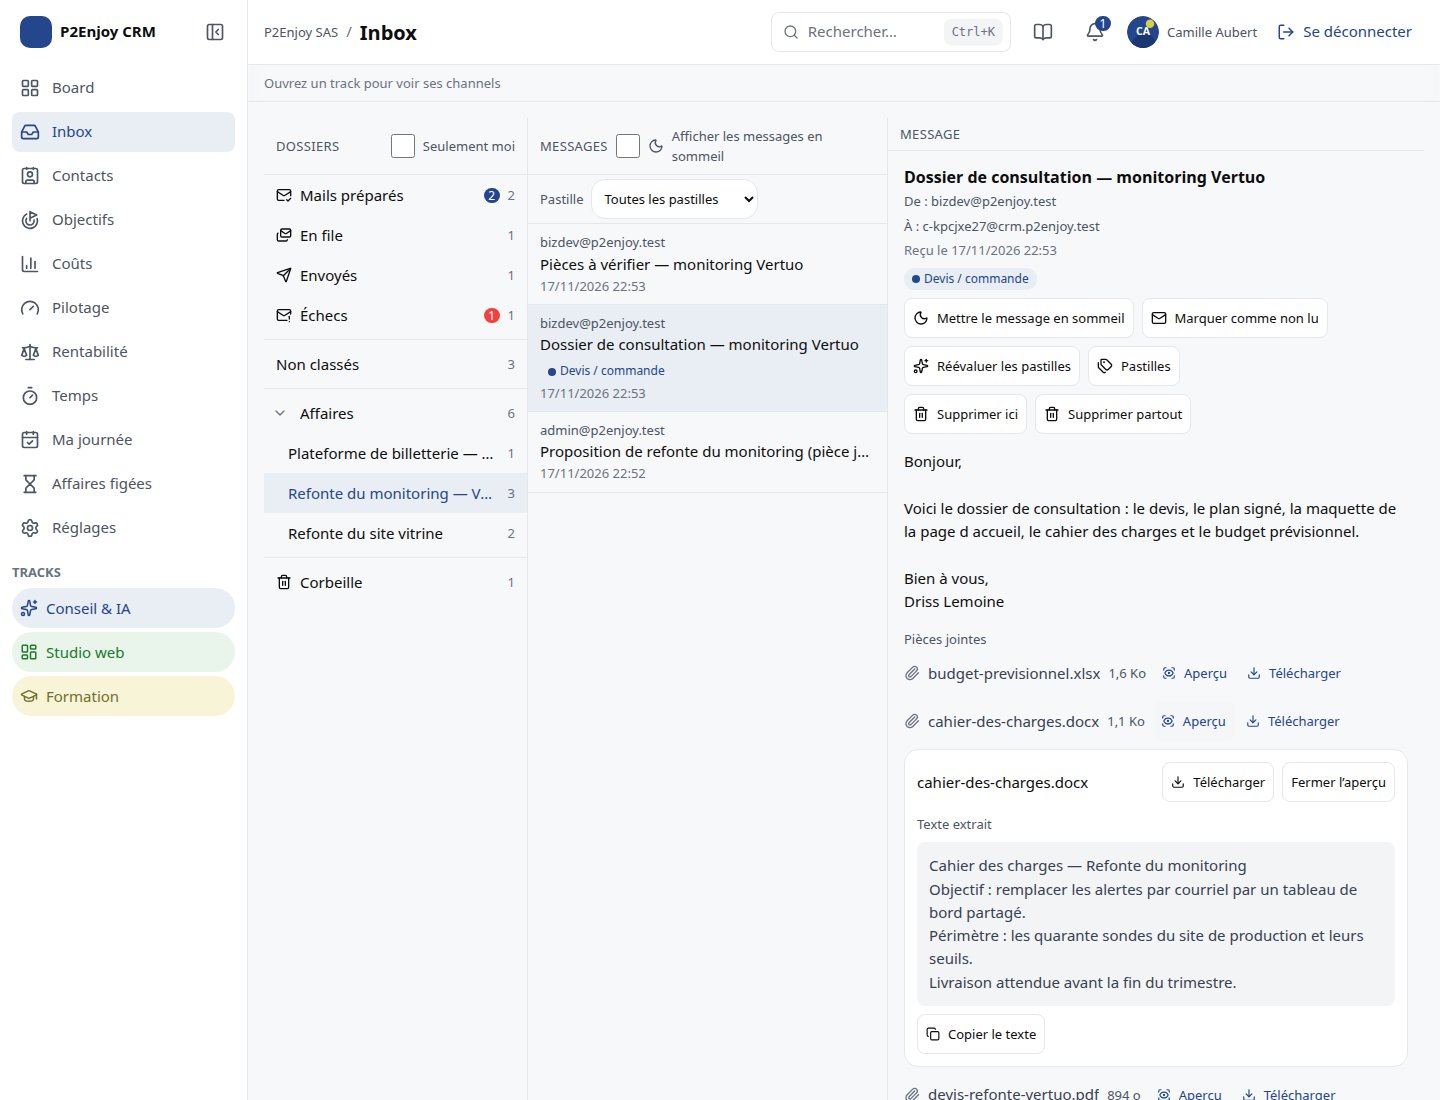 P2Enjoy CRM
Board
Inbox
Contacts
Objectifs
Coûts
Pilotage
Rentabilité
Temps
Ma journée
Affaires figées
Réglages
TRACKS
Conseil & IA
Studio web
Formation
P2Enjoy SAS / Inbox
Rechercher...
Ctrl+K
1
CA
Camille Aubert
Se déconnecter
Ouvrez un track pour voir ses channels
DOSSIERS
Seulement moi
Mails préparés 2 2
En file 1
Envoyés 1
Échecs 1 1
Non classés 3
Affaires 6
Plateforme de billetterie — ... 1
Refonte du monitoring — V... 3
Refonte du site vitrine 2
Corbeille 1
MESSAGES
Afficher les messages en
sommeil
Pastille
Toutes les pastilles
bizdev@p2enjoy.test
Pièces à vérifier — monitoring Vertuo
17/11/2026 22:53
bizdev@p2enjoy.test
Dossier de consultation — monitoring Vertuo
Devis / commande
17/11/2026 22:53
admin@p2enjoy.test
Proposition de refonte du monitoring (pièce j...
17/11/2026 22:52
MESSAGE
Dossier de consultation — monitoring Vertuo
De : bizdev@p2enjoy.test
À : c-kpcjxe27@crm.p2enjoy.test
Reçu le 17/11/2026 22:53
Devis / commande
Mettre le message en sommeil
Marquer comme non lu
Réévaluer les pastilles
Pastilles
Supprimer ici
Supprimer partout
Bonjour,
Voici le dossier de consultation : le devis, le plan signé, la maquette de
la page d accueil, le cahier des charges et le budget prévisionnel.
Bien à vous,
Driss Lemoine
Pièces jointes
budget-previsionnel.xlsx 1,6 Ko Aperçu Télécharger
cahier-des-charges.docx 1,1 Ko Aperçu Télécharger
cahier-des-charges.docx
Télécharger
Fermer l’aperçu
Texte extrait
Cahier des charges — Refonte du monitoring
Objectif : remplacer les alertes par courriel par un tableau de
bord partagé.
Périmètre : les quarante sondes du site de production et leurs
seuils.
Livraison attendue avant la fin du trimestre.
Copier le texte
devis-refonte-vertuo.pdf 894 o Aperçu Télécharger